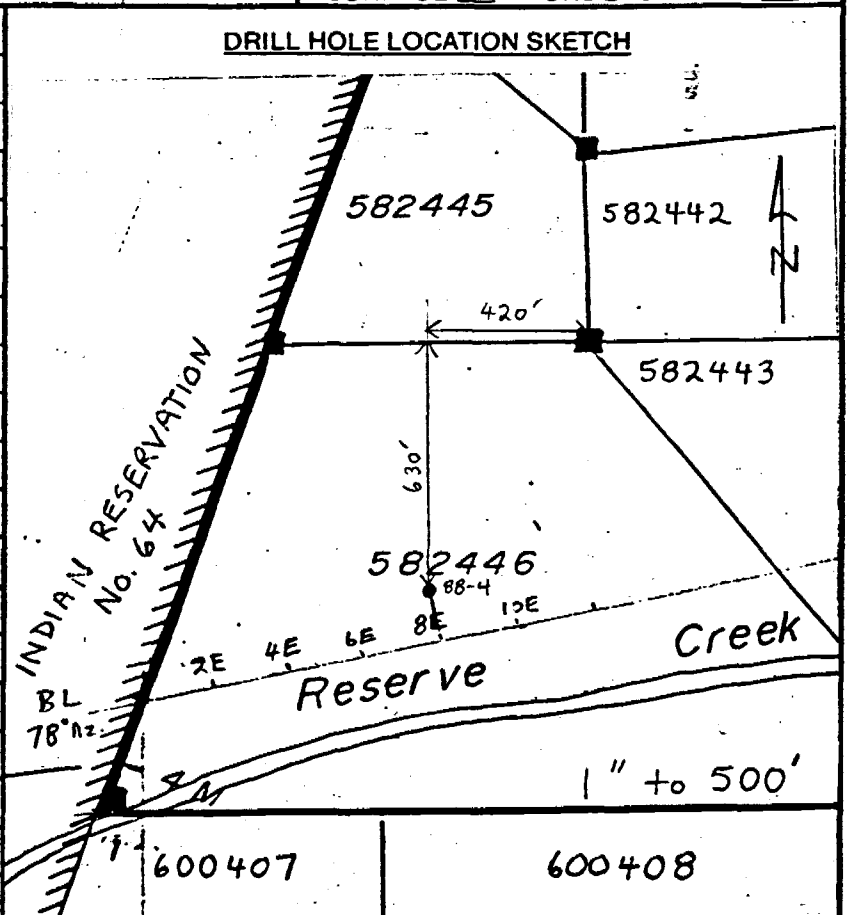 DRILL HOLE LOCATION SKETCH
582445
582442
N
420'
582443
INDIAN RESERVATION
No. 64
630'
582446
88-4
2E 4E 6E 8E 10E
BL
78° Az.
Reserve Creek
1" to 500'
600407
600408